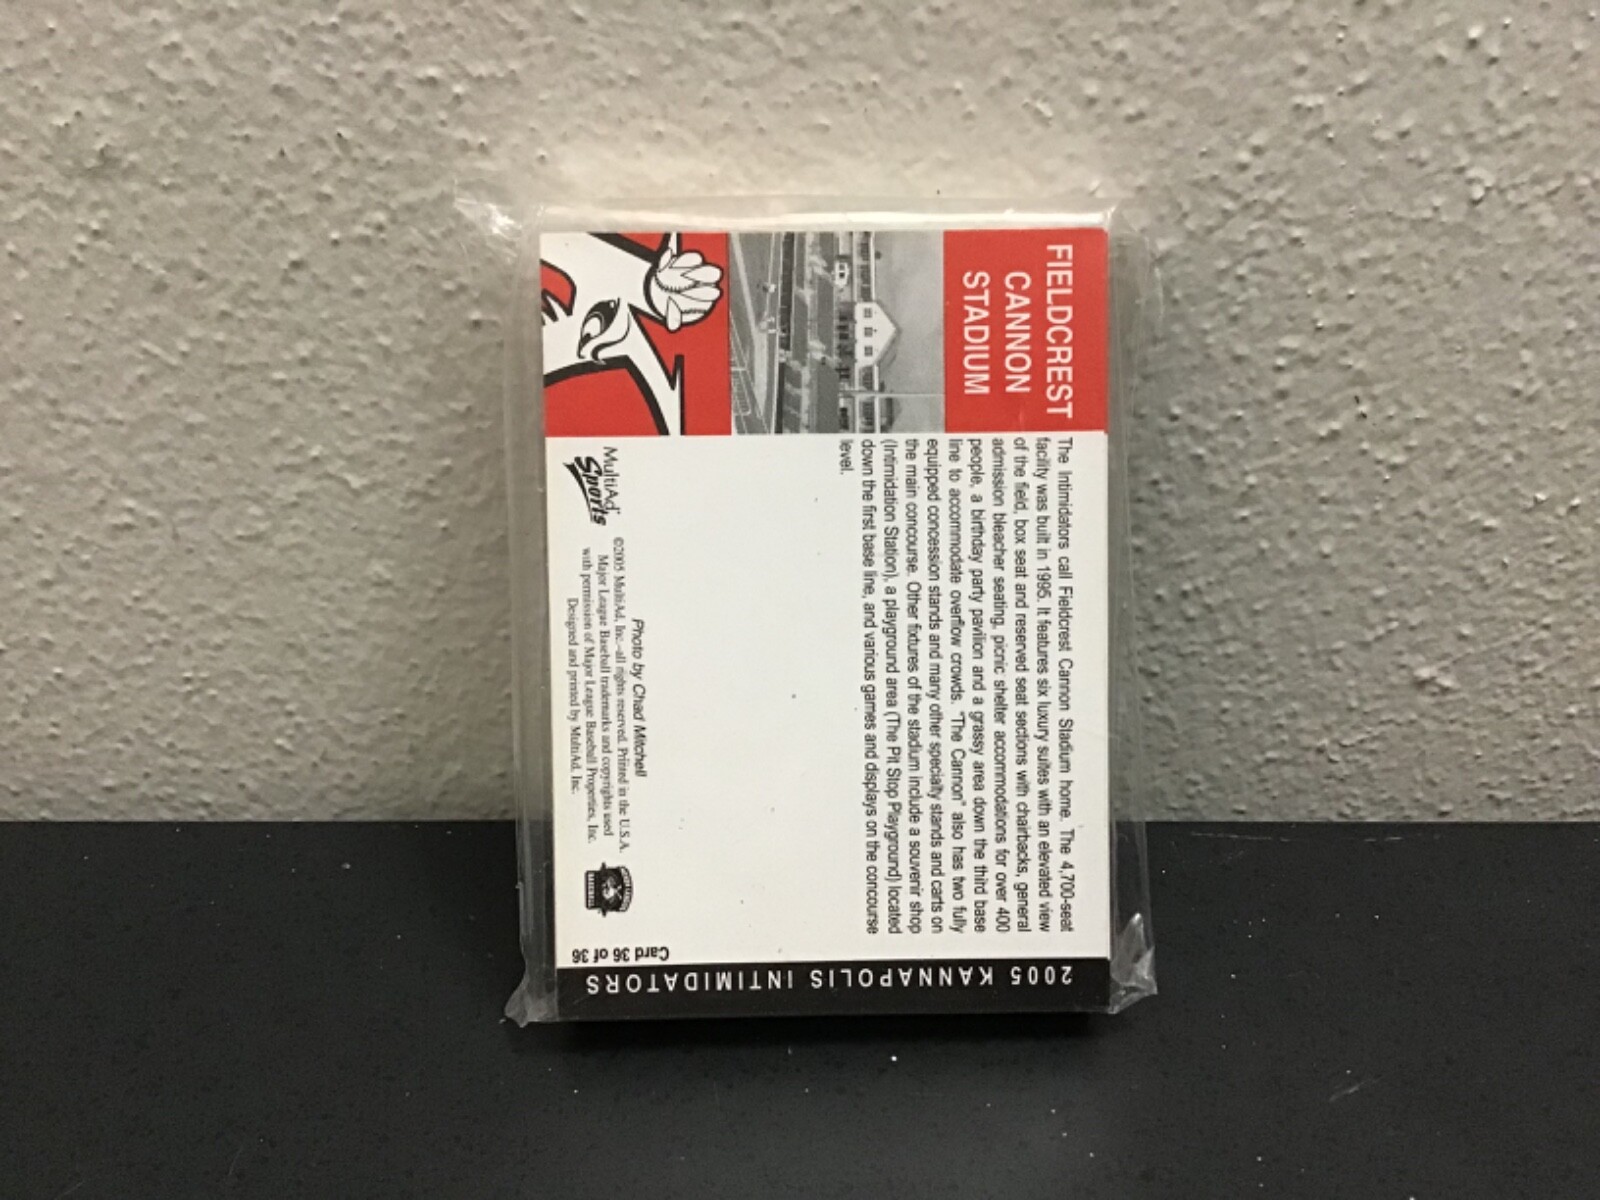 FIELDCREST
CANNON
STADIUM
The Intimidators call Fieldcrest Cannon Stadium home. The 4,700-seat
facility was built in 1995. It features six luxury suites with an elevated view
of the field, box seat and reserved seat sections with chairbacks, general
admission bleacher seating, picnic shelter accommodations for over 400
people, a birthday party pavilion and a grassy area down the third base
line to accommodate overflow crowds. "The Cannon" also has two fully
equipped concession stands and many other specialty stands and carts on
the main concourse. Other fixtures of the stadium include a souvenir shop
(Intimidation Station), a playground area (The Pit Stop Playground) located
down the first base line, and various games and displays on the concourse
level.
Photo by Chad Mitchell
MultiAd
Sports
©2005 MultiAd, Inc.-all rights reserved. Printed in the U.S.A.
Major League Baseball trademarks and copyrights used
with permission of Major League Baseball Properties, Inc.
Designed and printed by MultiAd, Inc.
Card 36 of 36
2005 KANNAPOLIS INTIMIDATORS